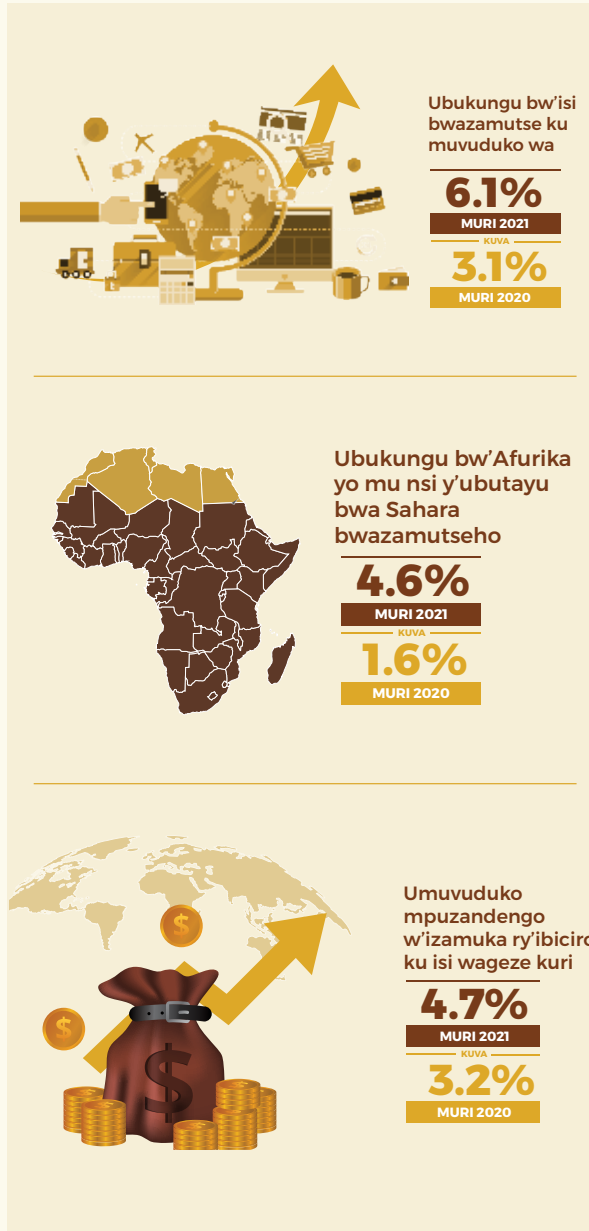 Ubukungu bw'isi
bwazamutse ku
muvuduko wa
6.1%
MURI 2021
KUVA
3.1%
MURI 2020
Ubukungu bw'Afurika
yo mu nsi y'ubutayu
bwa Sahara
bwazamutseho
4.6%
MURI 2021
KUVA
1.6%
MURI 2020
Umuvuduko
mpuzandengo
w'izamuka ry'ibiciro
ku isi wageze kuri
4.7%
MURI 2021
KUVA
3.2%
MURI 2020
$
$
$